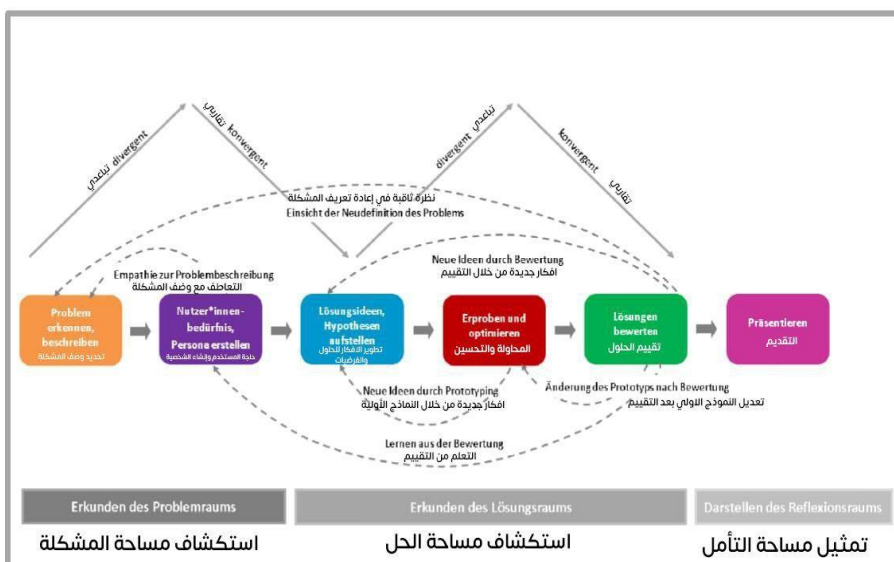 تباعدي divergent
تقاربي konvergent
divergent تباعدي
konvergent
تقاربي
نظرة ثاقبة في إعادة تعريف المشكلة
Einsicht der Neudefinition des Problems
Empathie zur Problembeschreibung
التعاطف مع وصف المشكلة
Neue Ideen durch Bewertung
افكار جديدة من خلال التقييم
Problem
erkennen,
beschreiben
تحديد وصف المشكلة
Nutzer*innen-
bedürfnis,
Persona erstellen
حاجة المستخدم وإنشاء الشخصية
Lösungsideen,
Hypothesen
aufstellen
تطوير الافكار للحلول
والفرضيات
Erproben und
optimieren
المحاولة والتحسين
Lösungen
bewerten
تقييم الحلول
Präsentieren
التقديم
Neue Ideen durch Prototyping
افكار جديدة من خلال النماذج الأولية
Änderung des Prototyps nach Bewertung
تعديل النموذج الاولي بعد التقييم
Lernen aus der Bewertung
التعلم من التقييم
Erkunden des Problemraums
Erkunden des Lösungsraums
Darstellen des Reflexionsraums
استكشاف مساحة المشكلة
استكشاف مساحة الحل
تمثيل مساحة التأمل